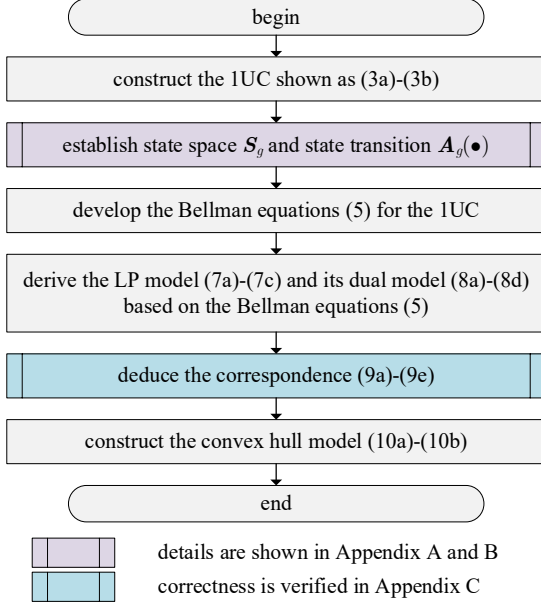 begin
construct the 1UC shown as (3a)-(3b)
establish state space S_g and state transition A_g(•)
develop the Bellman equations (5) for the 1UC
derive the LP model (7a)-(7c) and its dual model (8a)-(8d)
based on the Bellman equations (5)
deduce the correspondence (9a)-(9e)
construct the convex hull model (10a)-(10b)
end
details are shown in Appendix A and B
correctness is verified in Appendix C